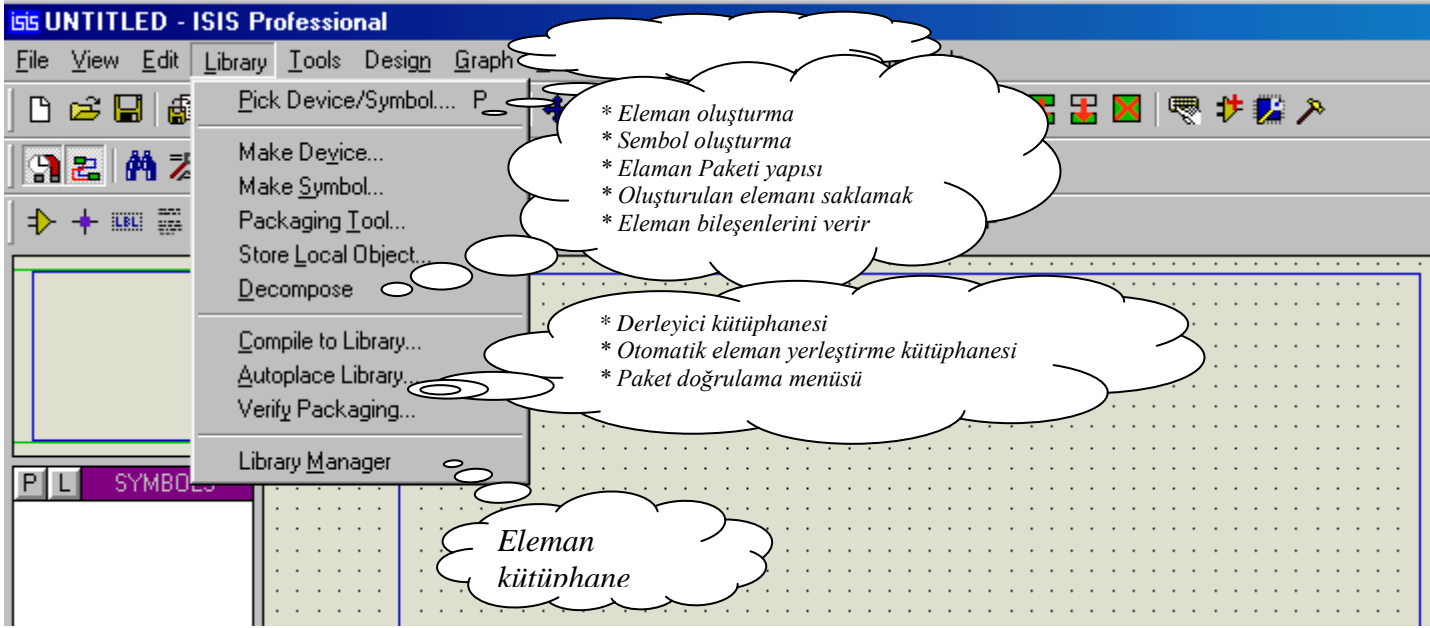 isis UNTITLED - ISIS Professional
File View Edit Library Tools Design Graph
Pick Device/Symbol.... P
Make Device...
Make Symbol...
Packaging Tool...
Store Local Object...
Decompose
Compile to Library...
Autoplace Library...
Verify Packaging...
Library Manager
* Eleman oluşturma
* Sembol oluşturma
* Elaman Paketi yapısı
* Oluşturulan elemanı saklamak
* Eleman bileşenlerini verir
* Derleyici kütüphanesi
* Otomatik eleman yerleştirme kütüphanesi
* Paket doğrulama menüsü
LBL
P L SYMBOLS
Eleman
kütüphane